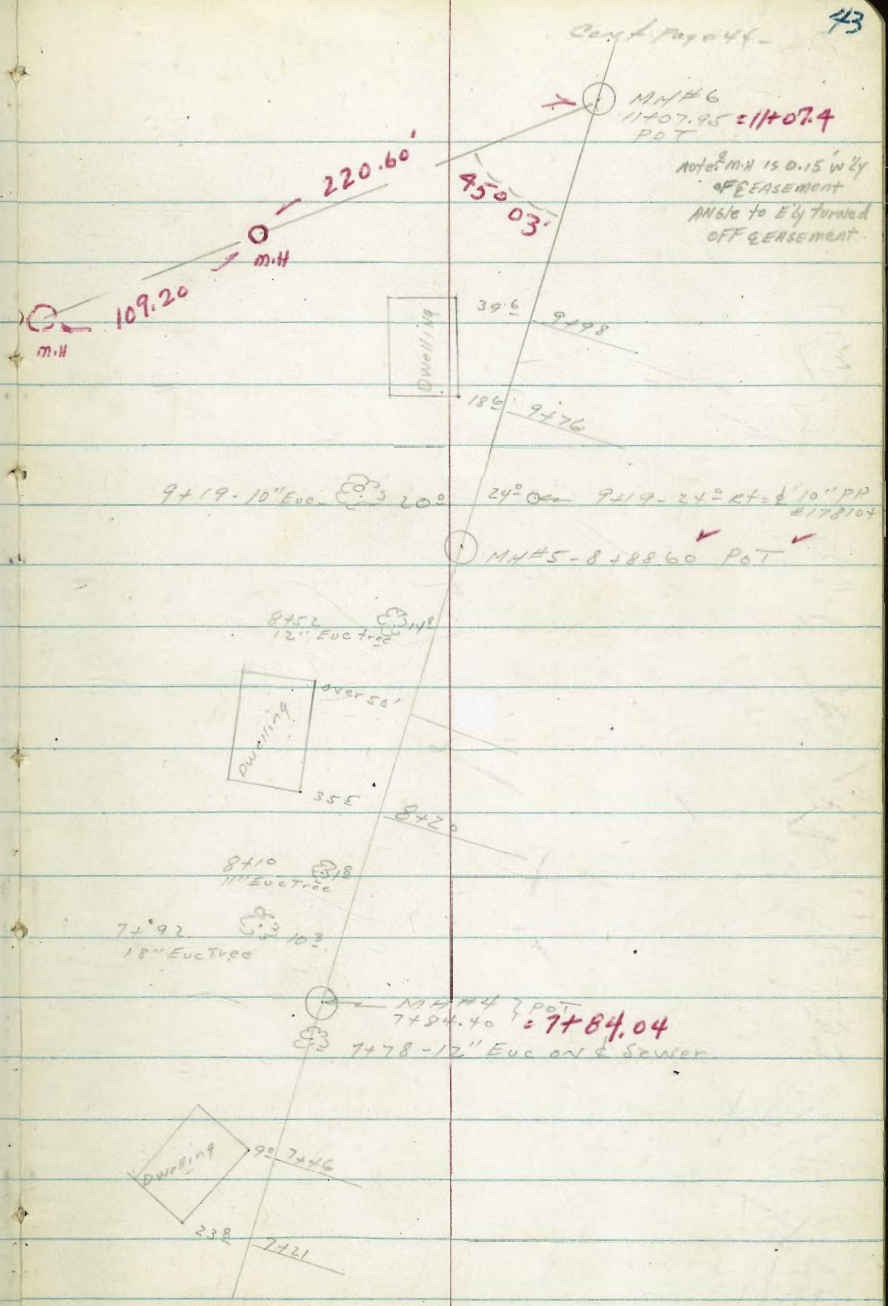 43
Cont Page 44-
MH#6
11+07.95 = 11+07.4
POT
Note: M.H IS 0.15' W'LY
OF ℄ EASEMENT
ANGle to E'ly turned
OFF ℄ EASEMENT.
220.60'
45° 03'
M.H
109.20
M.H
Dwelling
39 6
9+98
18 6
9+76
9+19-10" Euc
20 0
24 0
9+19-24 0 Rt = ℄ 10" PP
MH#5-8+88.60 ✓ POT ✓
8+52
12" Euc tree
14 8
over 50'
Dwelling
35 5
8+20
8+10
11" Euc Tree
7+92
18" Euc Tree
10 3
MH#4 } POT
7+84.40 = 7+84.04
7+78-12" Euc on ℄ Sewer
Dwelling
9 0
7+46
23 8
7+21